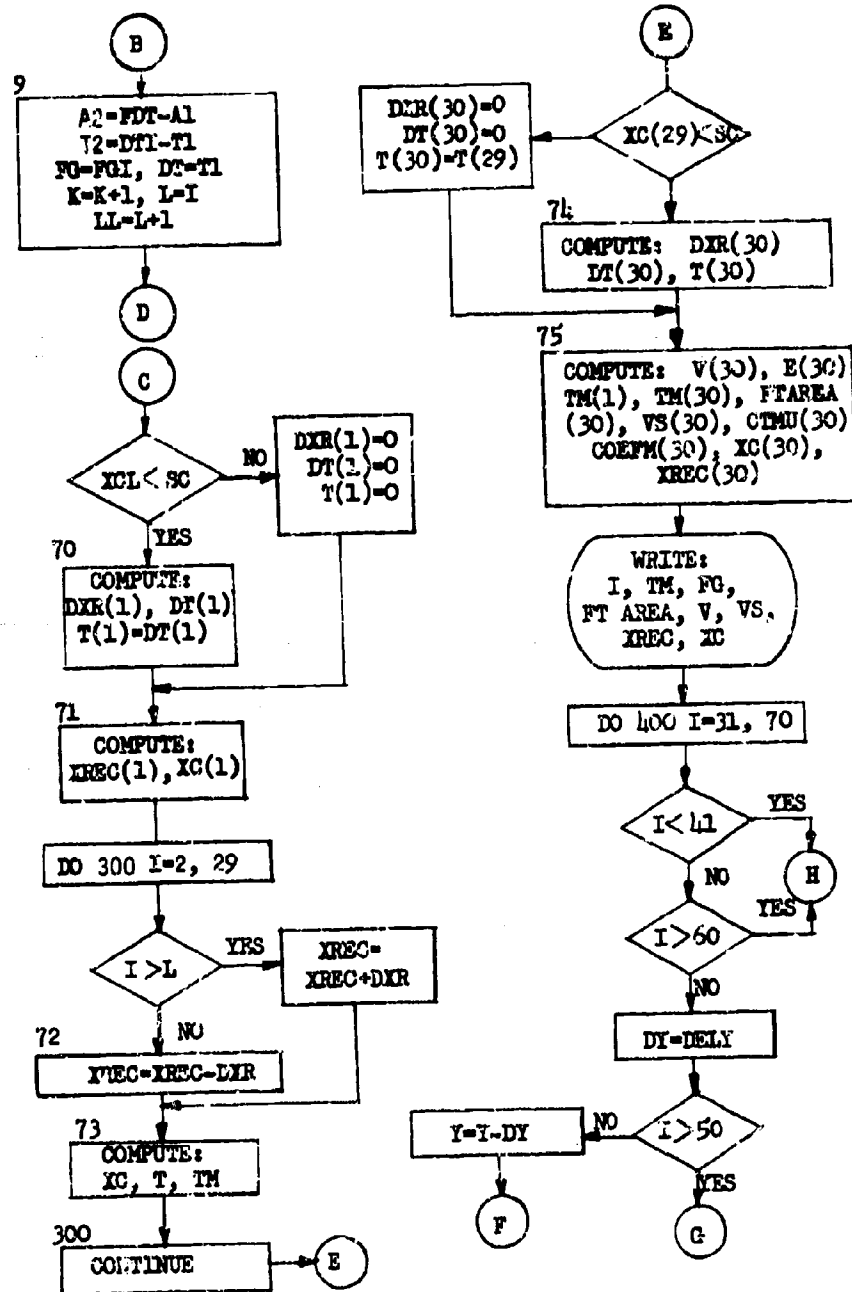 B
9
A2=FDT-A1
T2=DT1-T1
FG=FGI, DT=T1
K=K+1, L=I
LL=L+1
D
C
XCL<SC
NO
DXR(1)=0
DT(1)=0
T(1)=0
YES
70
COMPUTE:
DXR(1), DT(1)
T(1)=DT(1)
71
COMPUTE:
XREC(1), XC(1)
DO 300 I=2, 29
I>L
YES
XREC=
XREC+DXR
NO
72
XREC=XREC-DXR
73
COMPUTE:
XC, T, TM
300
CONTINUE
E
E
XC(29)<SC
DXR(30)=0
DT(30)=0
T(30)=T(29)
74
COMPUTE: DXR(30)
DT(30), T(30)
75
COMPUTE: V(30), E(30)
TM(1), TM(30), FTAREA
(30), VS(30), CTMU(30)
COEFM(30), XC(30),
XREC(30)
WRITE:
I, TM, FG,
FT AREA, V, VS,
XREC, XC
DO 400 I=31, 70
I<41
YES
H
NO
YES
I>60
NO
DY=DELY
I>50
NO
Y=Y-DY
F
YES
G